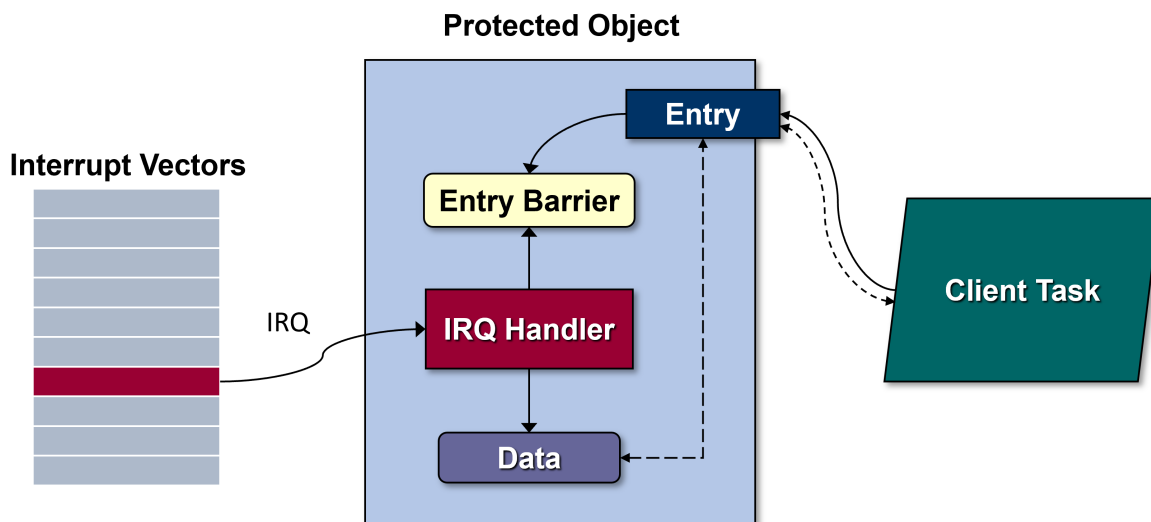 Protected Object
Entry
Interrupt Vectors
Entry Barrier
Client Task
IRQ
IRQ Handler
Data